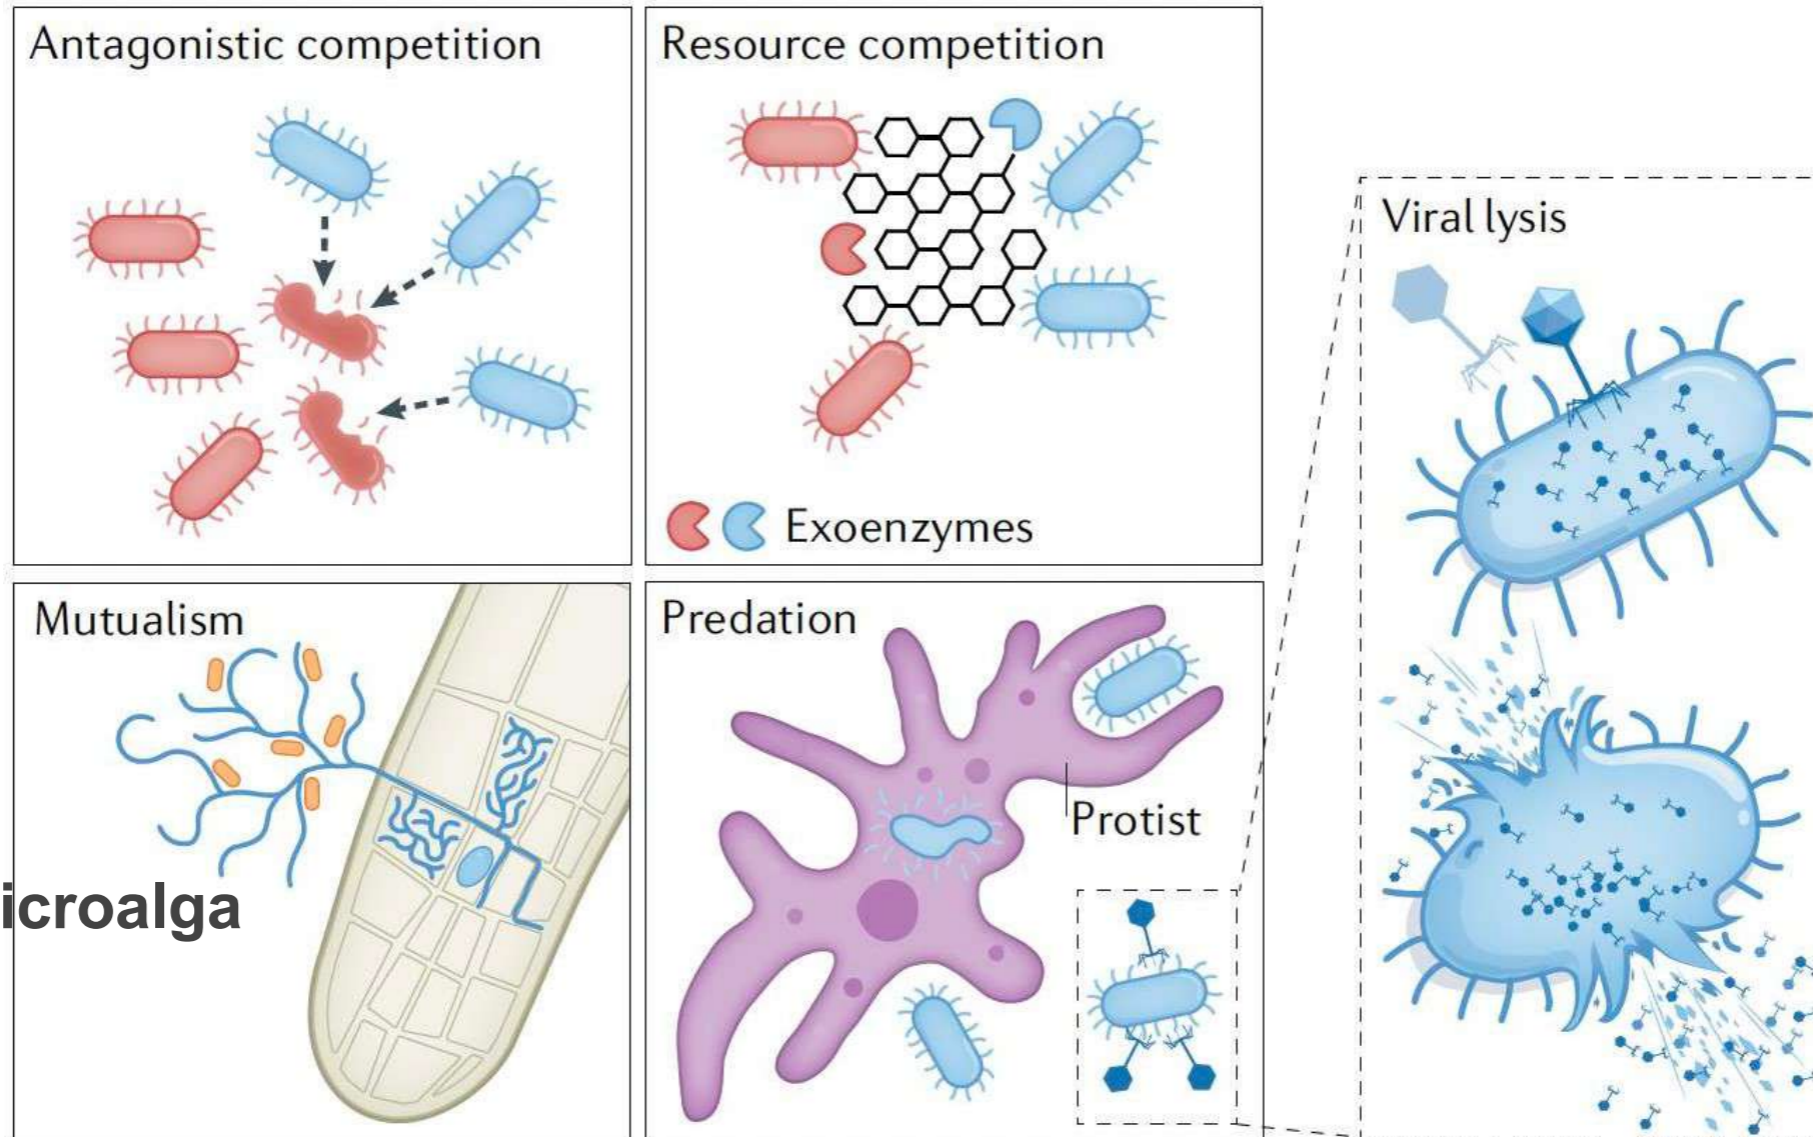 Antagonistic competition
Resource competition
Exoenzymes
Viral lysis
Mutualism
Predation
Protist
icroalga